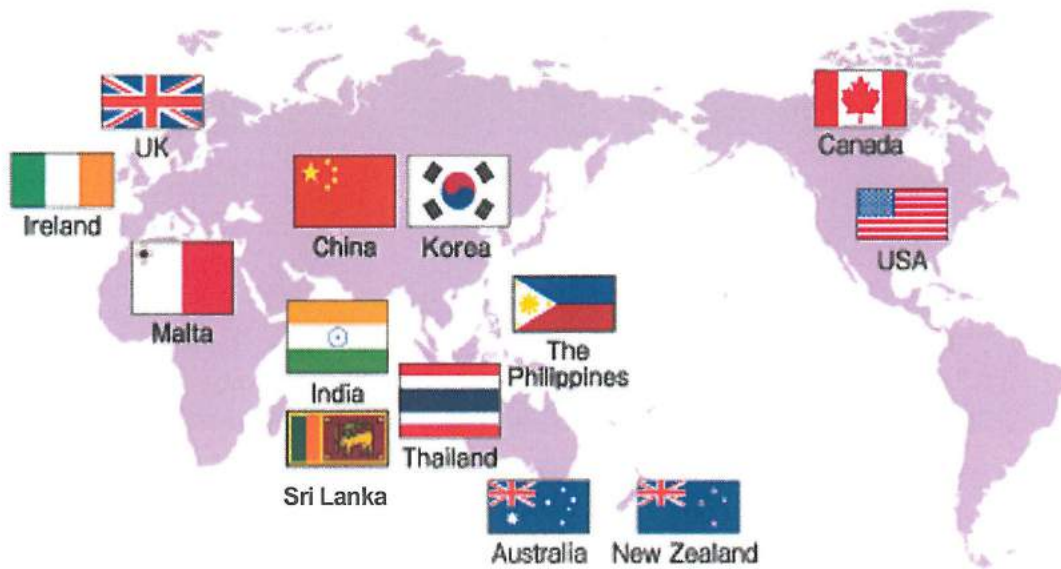 UK
Canada
Ireland
China
Korea
USA
Malta
The
Philippines
India
Thailand
Sri Lanka
Australia
New Zealand